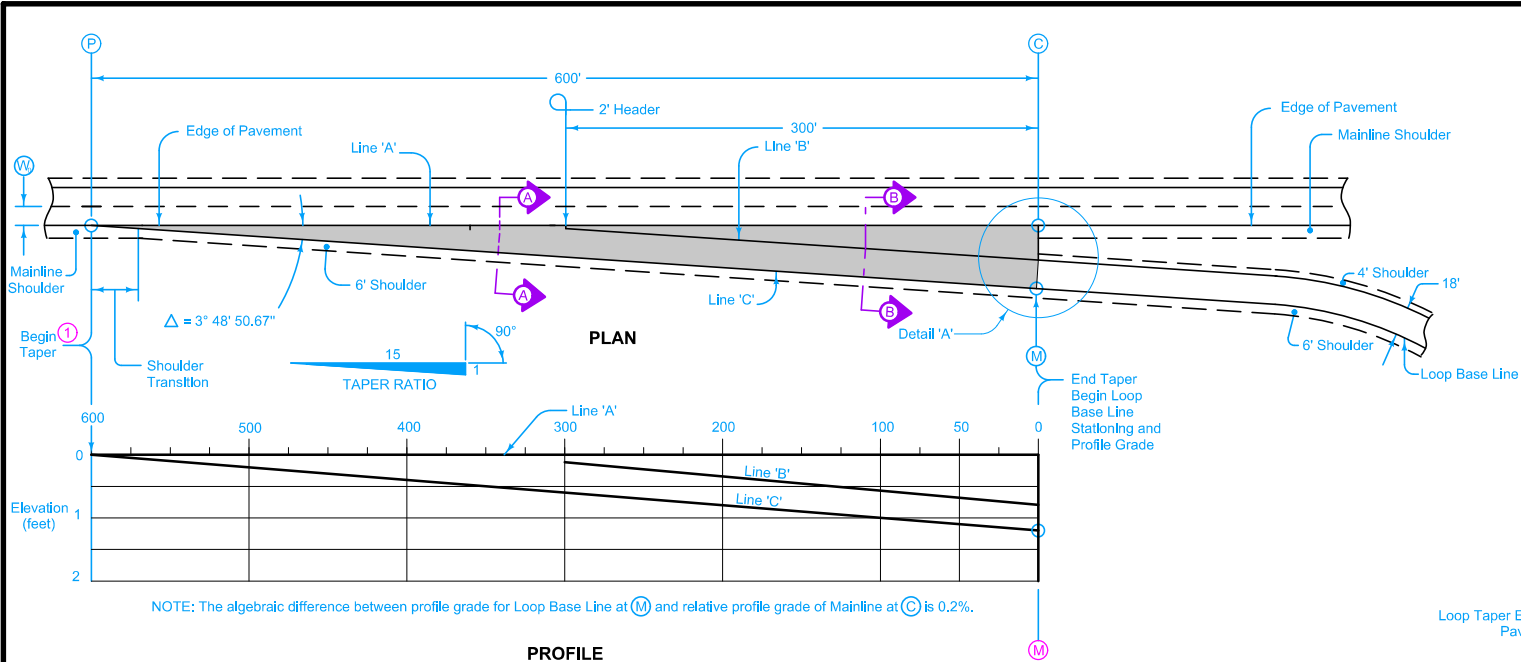 P
C
600'
2' Header
300'
Edge of Pavement
Edge of Pavement
Mainline Shoulder
Line 'A'
Line 'B'
W
A
B
Mainline
Shoulder
6' Shoulder
A
Line 'C'
B
Detail 'A'
4' Shoulder
18'
6' Shoulder
Loop Base Line
Δ = 3° 48' 50.67"
Begin 1
Taper
Shoulder
Transition
15
1
90°
TAPER RATIO
PLAN
M
End Taper
Begin Loop
Base Line
Stationing and
Profile Grade
600
500
400
300
200
100
50
0
Line 'A'
0
Elevation
(feet)
1
2
Line 'B'
Line 'C'
NOTE: The algebraic difference between profile grade for Loop Base Line at M and relative profile grade of Mainline at C is 0.2%.
PROFILE
M
Loop Taper